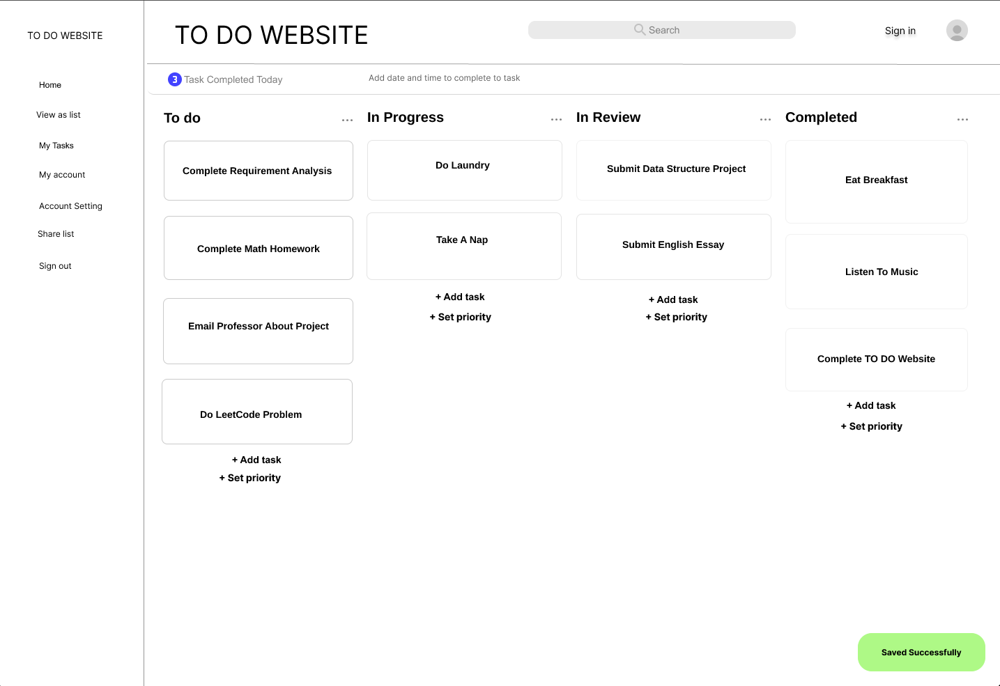 TO DO WEBSITE
Home
View as list
My Tasks
My account
Account Setting
Share list
Sign out
TO DO WEBSITE
Search
Sign in
3 Task Completed Today
Add date and time to complete to task
To do
...
Complete Requirement Analysis
Complete Math Homework
Email Professor About Project
Do LeetCode Problem
+ Add task
+ Set priority
In Progress
...
Do Laundry
Take A Nap
+ Add task
+ Set priority
In Review
...
Submit Data Structure Project
Submit English Essay
+ Add task
+ Set priority
Completed
...
Eat Breakfast
Listen To Music
Complete TO DO Website
+ Add task
+ Set priority
Saved Successfully